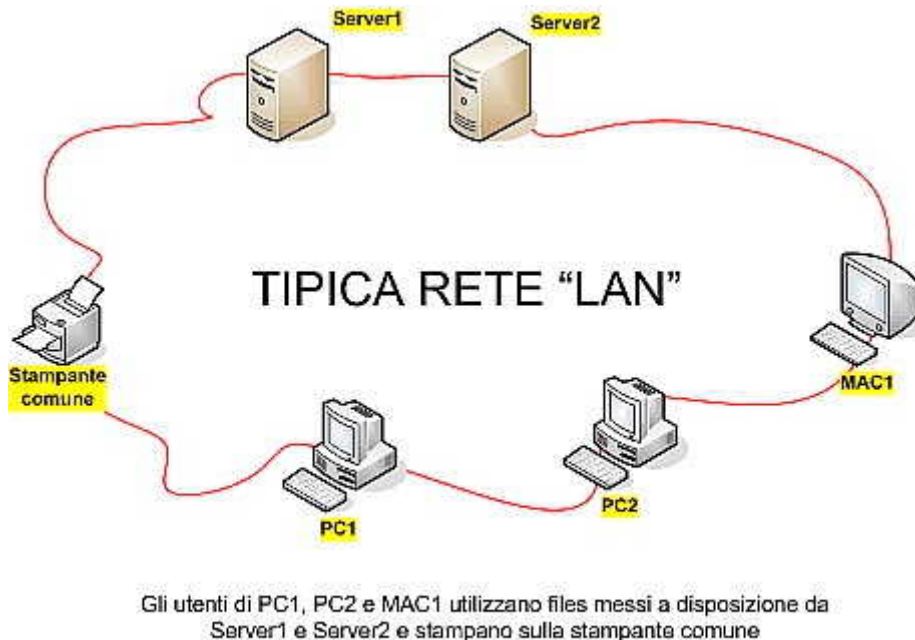 Server1
Server2
TIPICA RETE “LAN”
Stampante
comune
MAC1
PC2
PC1
Gli utenti di PC1, PC2 e MAC1 utilizzano files messi a disposizione da
Server1 e Server2 e stampano sulla stampante comune